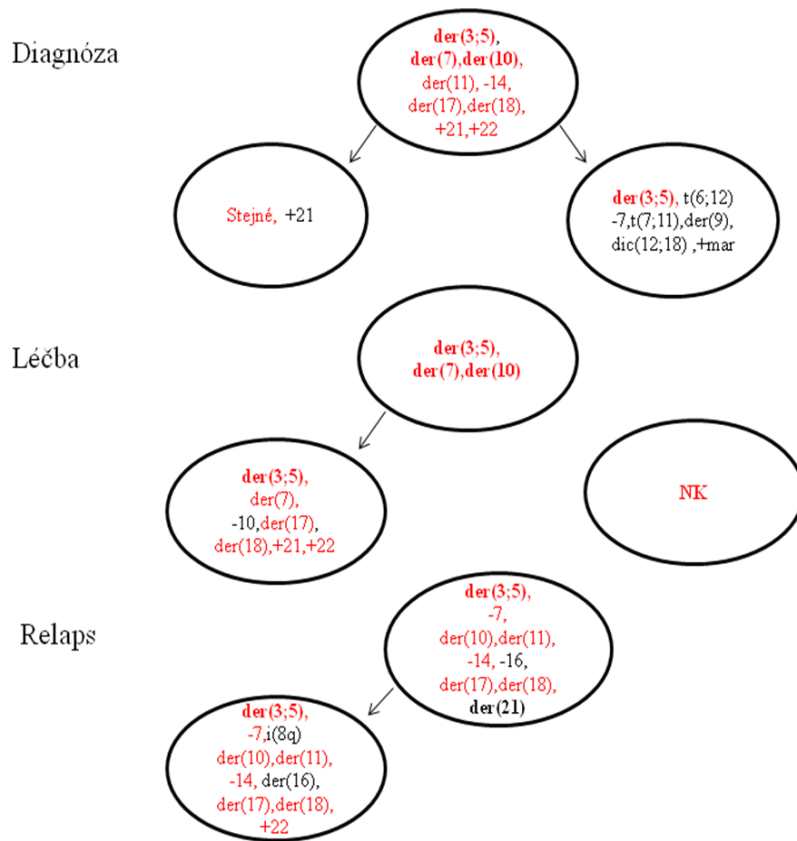 Diagnóza
der(3;5),
der(7),der(10),
der(11), -14,
der(17),der(18),
+21,+22
Stejné, +21
der(3;5), t(6;12)
-7,t(7;11),der(9),
dic(12;18) ,+mar
Léčba
der(3;5),
der(7),der(10)
der(3;5),
der(7),
-10,der(17),
der(18),+21,+22
NK
Relaps
der(3;5),
-7,
der(10),der(11),
-14, -16,
der(17),der(18),
der(21)
der(3;5),
-7,i(8q)
der(10),der(11),
-14, der(16),
der(17),der(18),
+22